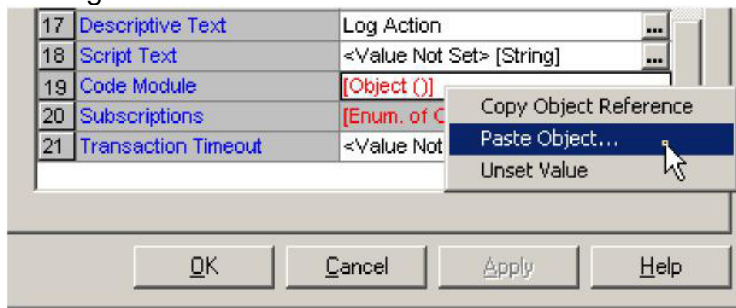 17 Descriptive Text Log Action ...
18 Script Text <Value Not Set> [String] ...
19 Code Module [Object ()]
20 Subscriptions [Enum. of
21 Transaction Timeout <Value Not
Copy Object Reference
Paste Object...
Unset Value
OK Cancel Apply Help